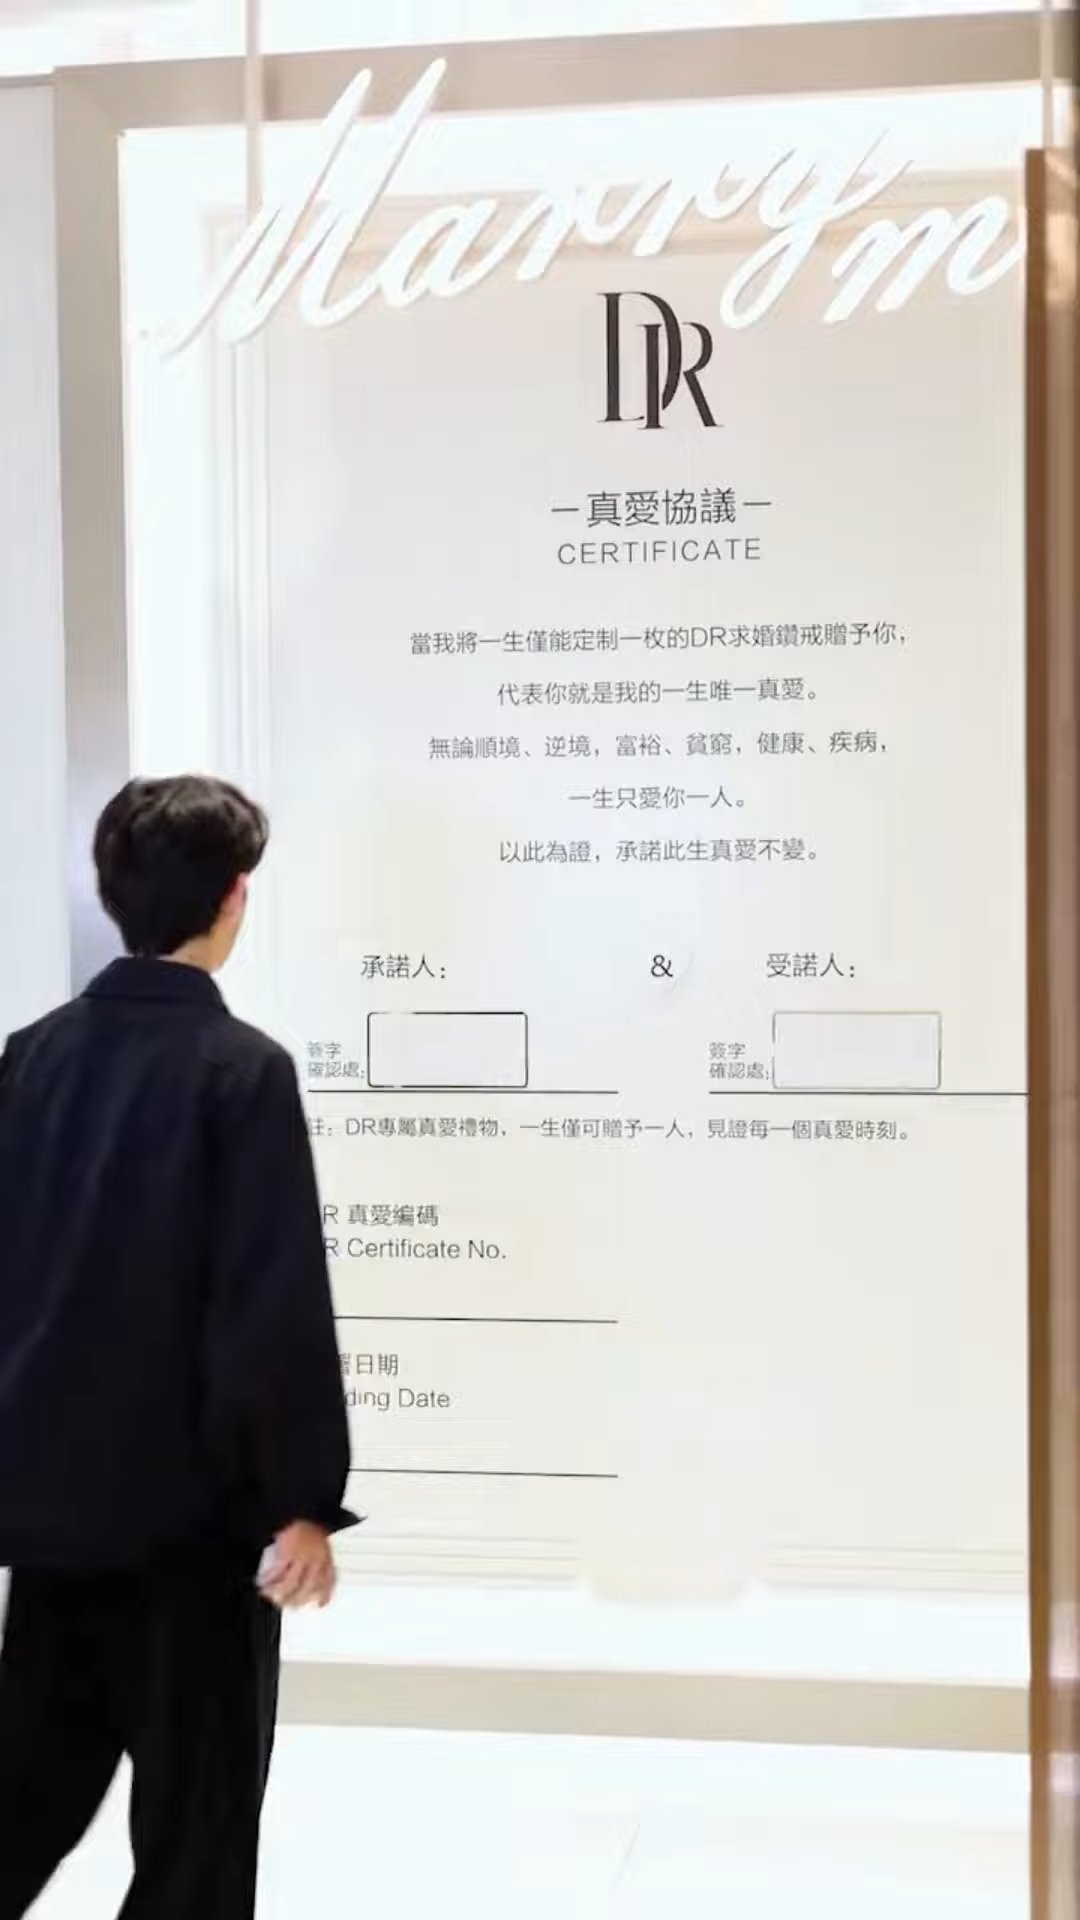 Marry m
DR
－真愛協議－
CERTIFICATE
當我將一生僅能定制一枚的DR求婚鑽戒贈予你，
代表你就是我的一生唯一真愛。
無論順境、逆境，富裕、貧窮，健康、疾病，
一生只愛你一人。
以此為證，承諾此生真愛不變。
承諾人： & 受諾人：
簽字 簽字
確認處： 確認處：
註：DR專屬真愛禮物，一生僅可贈予一人，見證每一個真愛時刻。
R 真愛編碼
R Certificate No.
日期
ding Date